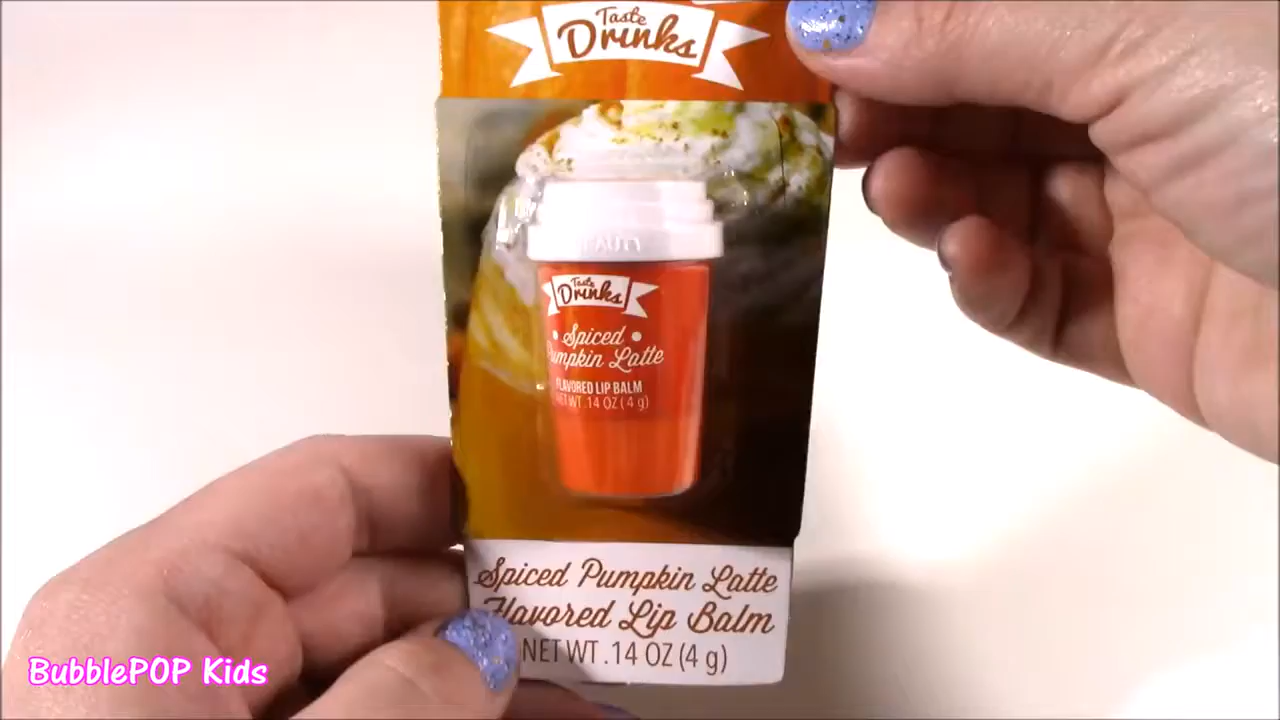 Taste
Drinks
BEAUTY
Taste
Drinks
Spiced
Pumpkin Latte
FLAVORED LIP BALM
NET WT .14 OZ (4 g)
Spiced Pumpkin Latte
Flavored Lip Balm
NET WT .14 OZ (4 g)
BubblePOP Kids